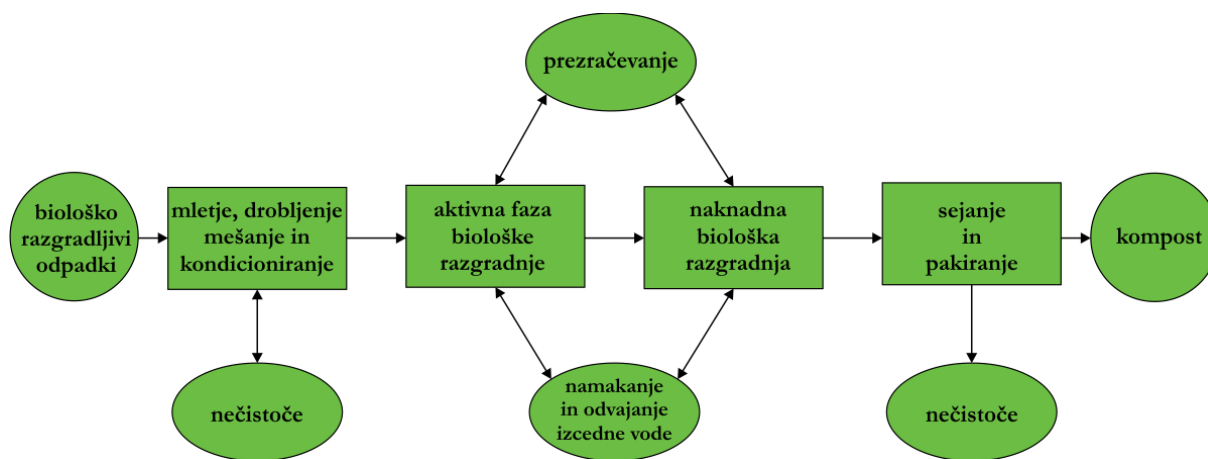 prezračevanje
biološko
razgradljivi
odpadki
mletje, drobljenje
mešanje in
kondicioniranje
aktivna faza
biološke
razgradnje
naknadna
biološka
razgradnja
sejanje
in
pakiranje
kompost
nečistoče
namakanje
in odvajanje
izcedne vode
nečistoče